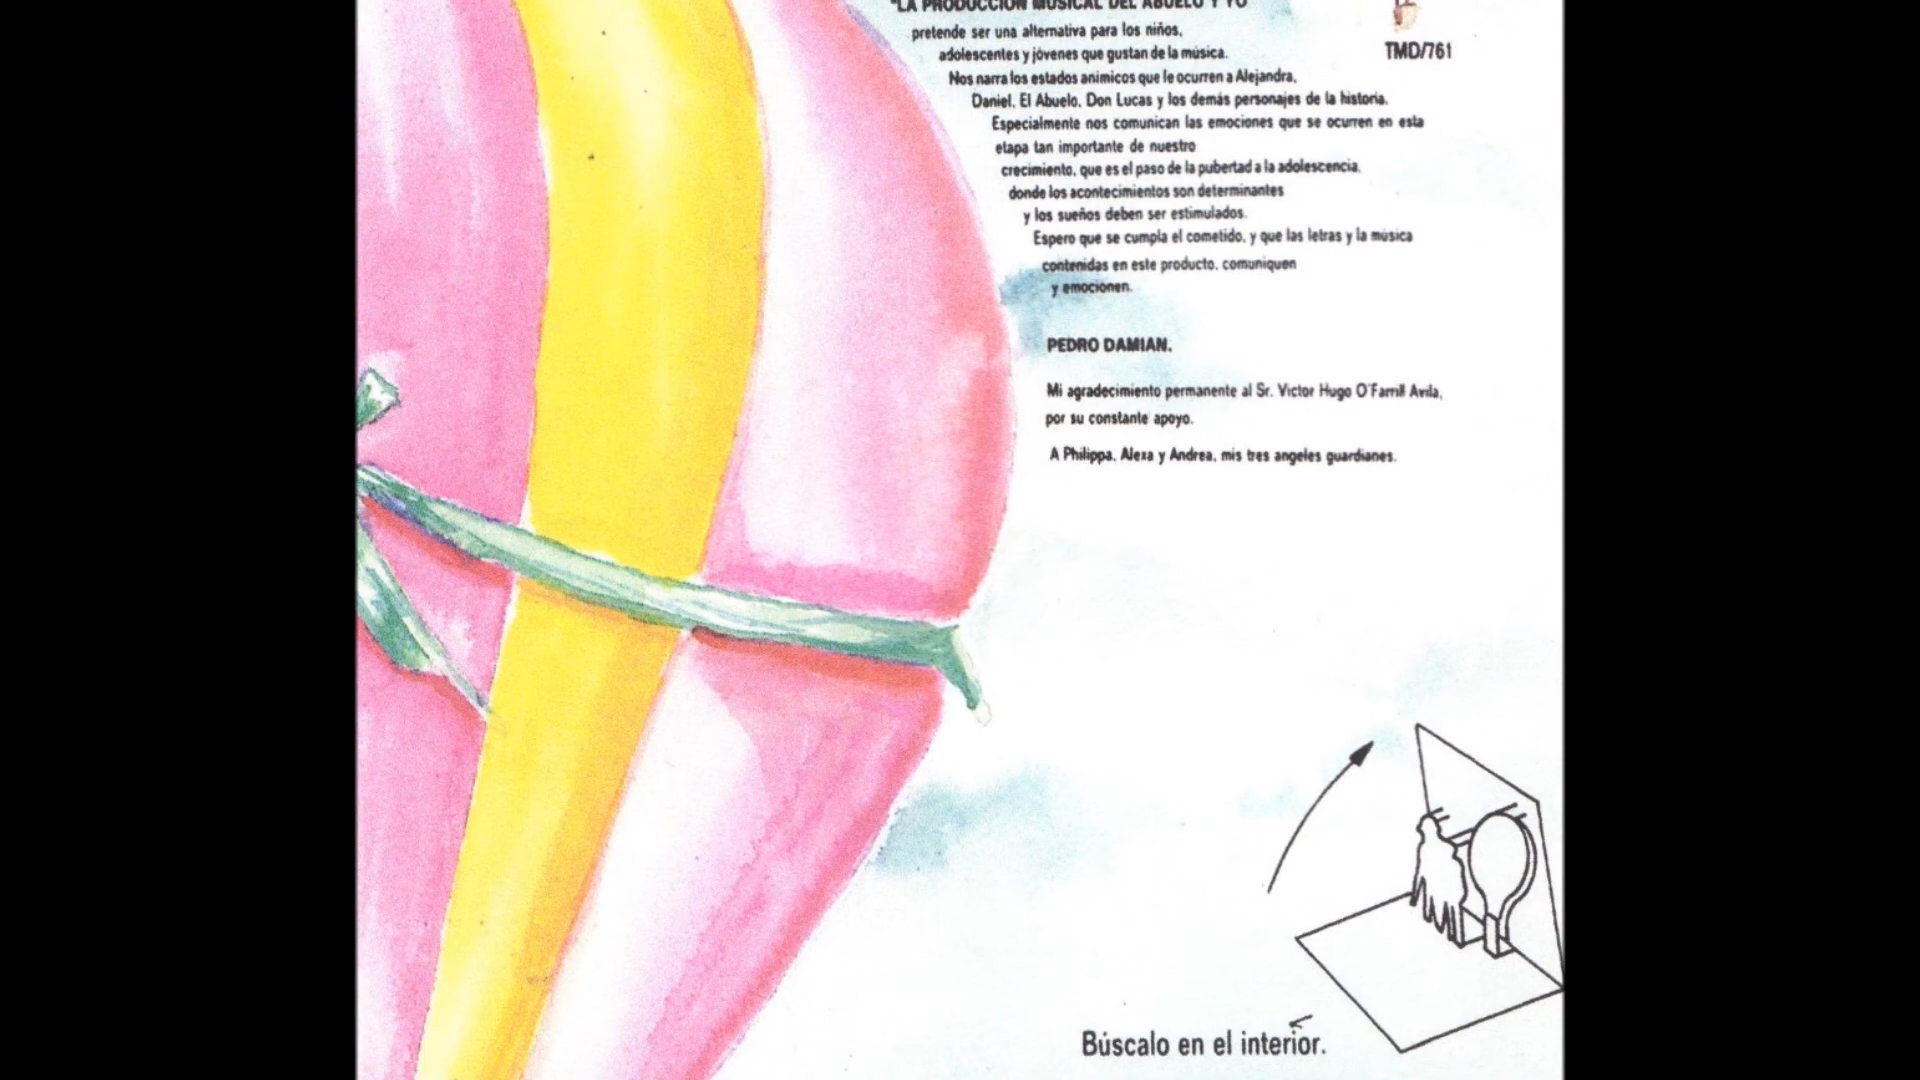 "LA PRODUCCION MUSICAL DEL ABUELO Y YO"
pretende ser una alternativa para los niños,
adolescentes y jóvenes que gustan de la música.
Nos narra los estados animicos que le ocurren a Alejandra,
Daniel, El Abuelo, Don Lucas y los demás personajes de la historia.
Especialmente nos comunican las emociones que se ocurren en esta
etapa tan importante de nuestro
crecimiento, que es el paso de la pubertad a la adolescencia,
donde los acontecimientos son determinantes
y los sueños deben ser estimulados.
Espero que se cumpla el cometido, y que las letras y la música
contenidas en este producto, comuniquen
y emocionen.
PEDRO DAMIAN.
Mi agradecimiento permanente al Sr. Victor Hugo O'Farrill Avila,
por su constante apoyo.
A Philippa, Alexa y Andrea, mis tres angeles guardianes.
TMD/761
Búscalo en el interior.